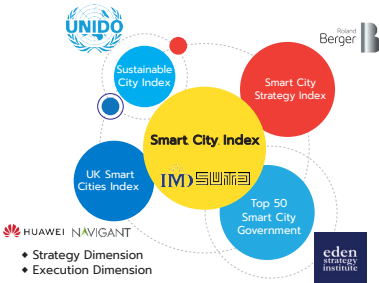 UNIDO
Roland
Berger
Sustainable
City Index
Smart City
Strategy Index
Smart City Index
IMD SUTD
UK Smart
Cities Index
Top 50
Smart City
Government
HUAWEI NAVIGANT
Strategy Dimension
Execution Dimension
eden
strategy
institute